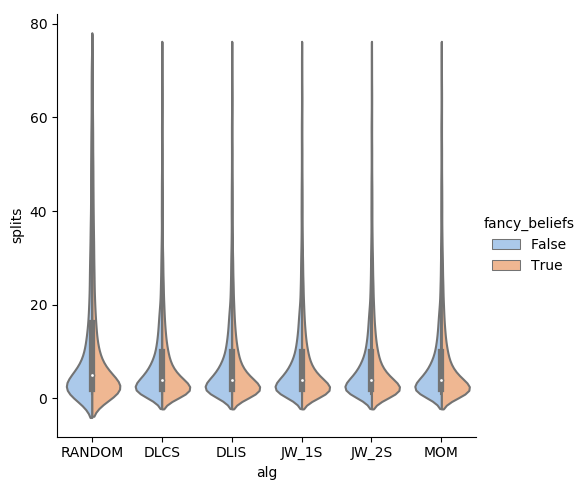 80
60
40
20
0
splits
RANDOM DLCS DLIS JW_1S JW_2S MOM
alg
fancy_beliefs
False
True